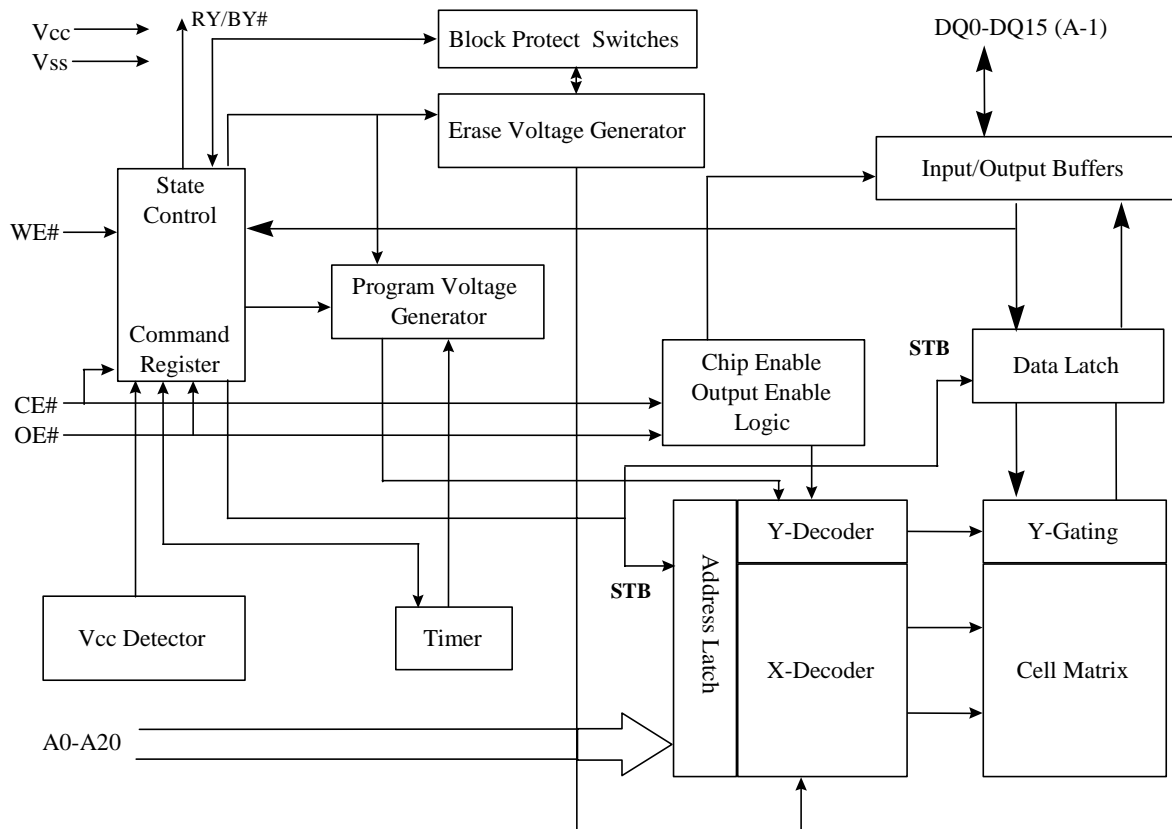 Vcc
Vss
RY/BY#
Block Protect Switches
DQ0-DQ15 (A-1)
Erase Voltage Generator
Input/Output Buffers
State
Control
WE#
Program Voltage
Generator
Command
Register
STB
Chip Enable
Output Enable
Logic
Data Latch
CE#
OE#
Address Latch
Y-Decoder
Y-Gating
STB
Vcc Detector
Timer
X-Decoder
Cell Matrix
A0-A20